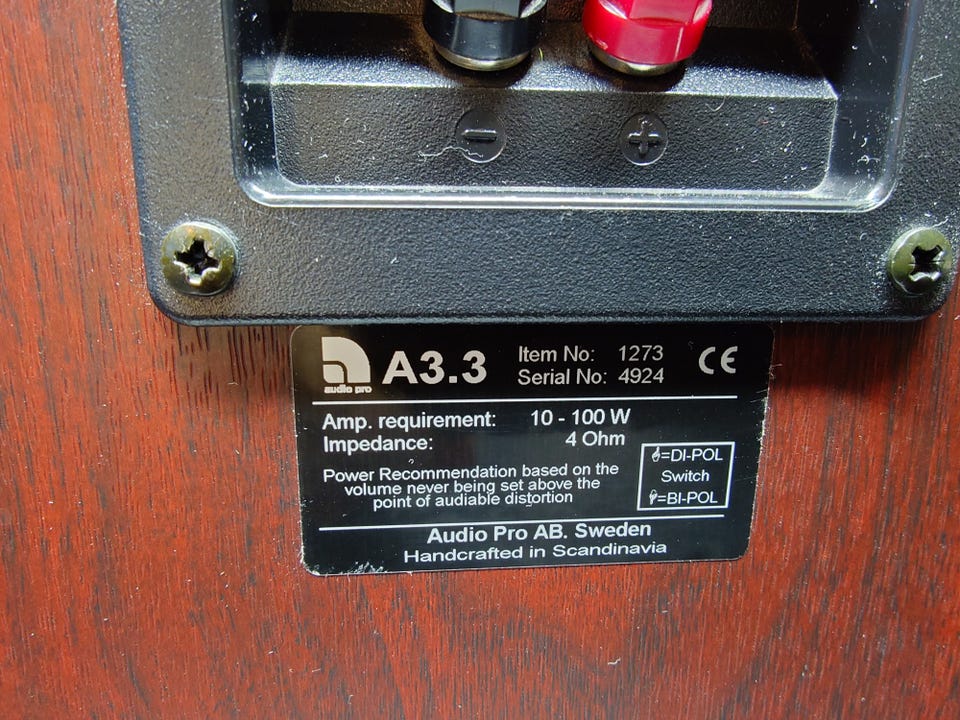 - +
audio pro
A3.3
Item No: 1273
Serial No: 4924
CE
Amp. requirement: 10 - 100 W
Impedance: 4 Ohm
Power Recommendation based on the
volume never being set above the
point of audiable distortion
=DI-POL
Switch
=BI-POL
Audio Pro AB. Sweden
Handcrafted in Scandinavia